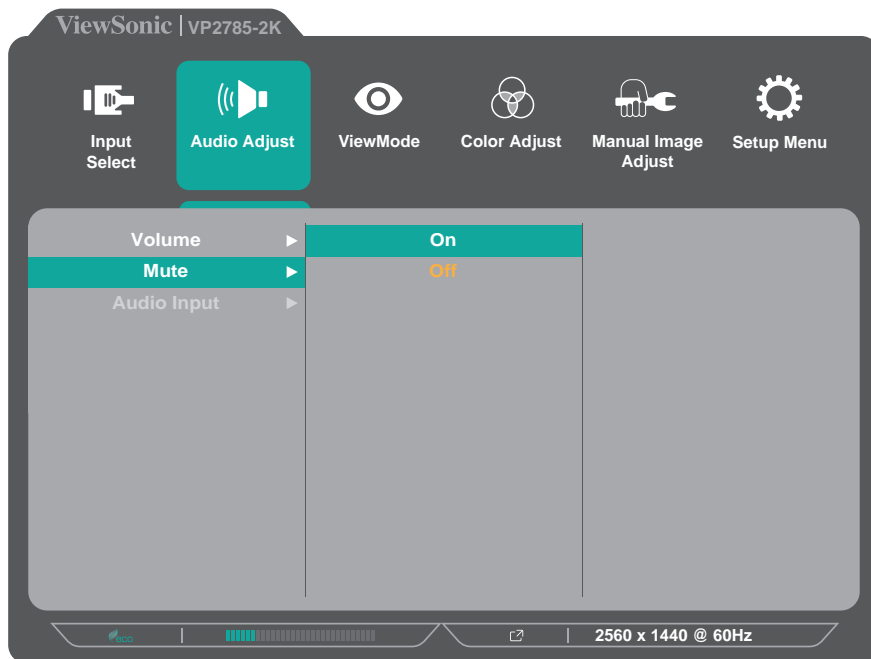 ViewSonic | VP2785-2K
Input Select
Audio Adjust
ViewMode
Color Adjust
Manual Image Adjust
Setup Menu
Volume
On
Mute
Off
Audio Input
eco
2560 x 1440 @ 60Hz